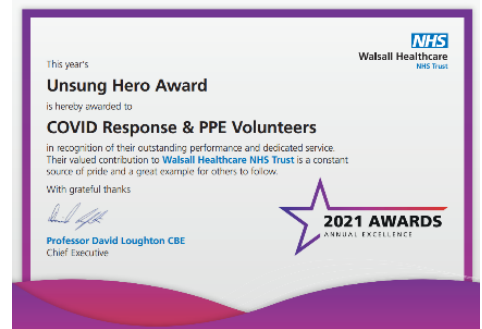 NHS
Walsall Healthcare
NHS Trust
This year's
Unsung Hero Award
is hereby awarded to
COVID Response & PPE Volunteers
in recognition of their outstanding performance and dedicated service.
Their valued contribution to Walsall Healthcare NHS Trust is a constant
source of pride and a great example for others to follow.
With grateful thanks
Professor David Loughton CBE
Chief Executive
2021 AWARDS
ANNUAL EXCELLENCE